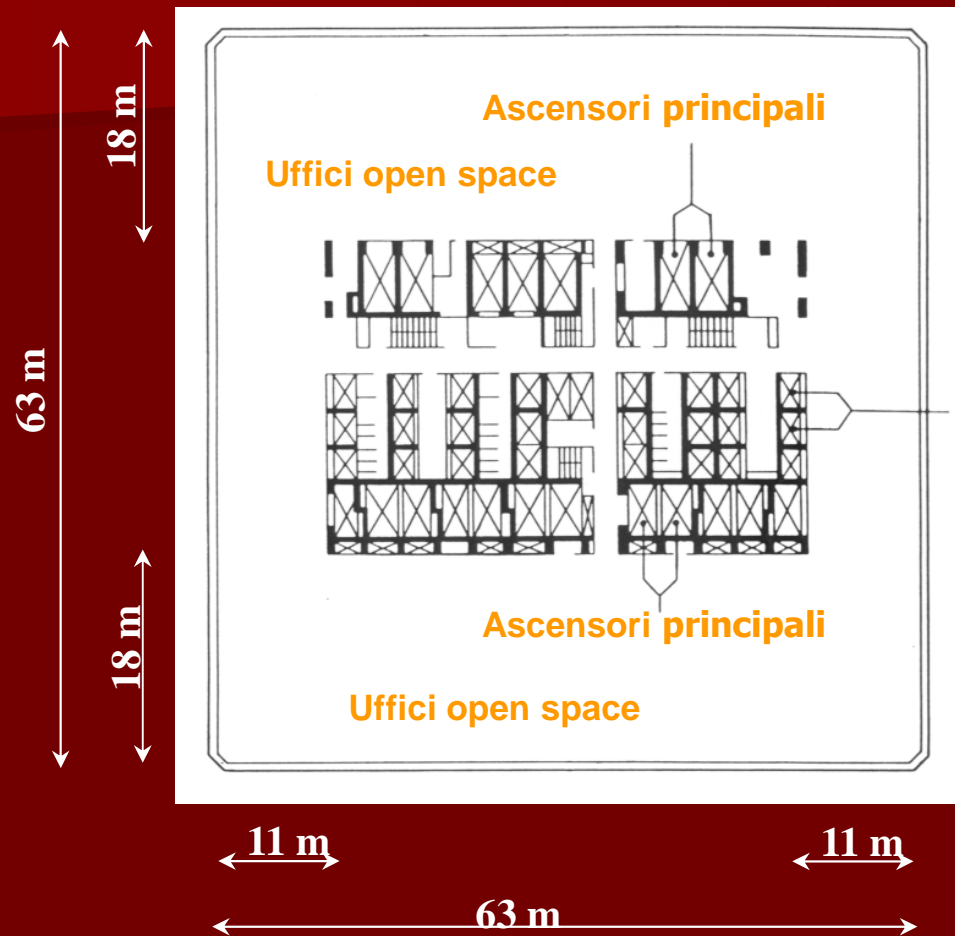 18 m
Ascensori principali
Uffici open space
63 m
18 m
Ascensori principali
Uffici open space
11 m
11 m
63 m